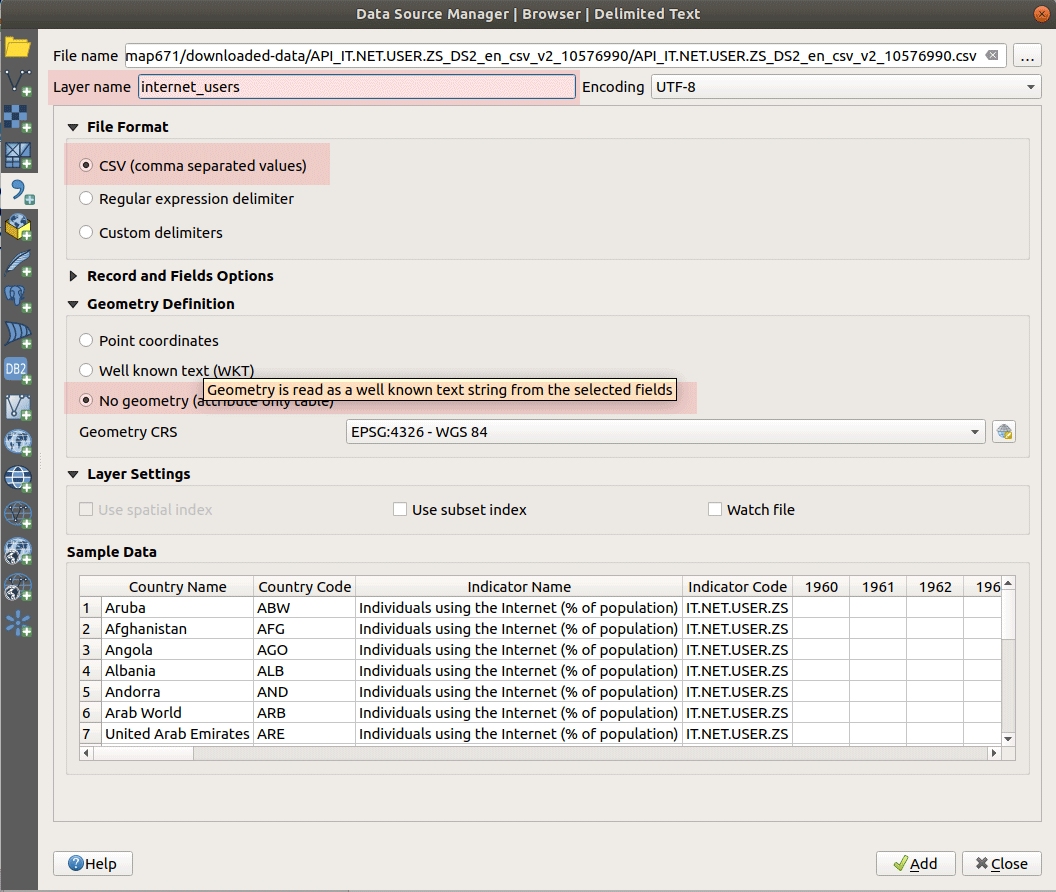 Data Source Manager | Browser | Delimited Text
File name map671/downloaded-data/API_IT.NET.USER.ZS_DS2_en_csv_v2_10576990/API_IT.NET.USER.ZS_DS2_en_csv_v2_10576990.csv ...
Layer name internet_users Encoding UTF-8
File Format
CSV (comma separated values)
Regular expression delimiter
Custom delimiters
Record and Fields Options
Geometry Definition
Point coordinates
Well known text (WKT)
Geometry is read as a well known text string from the selected fields
No geometry (attribute only table)
Geometry CRS EPSG:4326 - WGS 84
DB2
Layer Settings
Use spatial index Use subset index Watch file
Sample Data
Country Name Country Code Indicator Name Indicator Code 1960 1961 1962 196
1 Aruba ABW Individuals using the Internet (% of population) IT.NET.USER.ZS
2 Afghanistan AFG Individuals using the Internet (% of population) IT.NET.USER.ZS
3 Angola AGO Individuals using the Internet (% of population) IT.NET.USER.ZS
4 Albania ALB Individuals using the Internet (% of population) IT.NET.USER.ZS
5 Andorra AND Individuals using the Internet (% of population) IT.NET.USER.ZS
6 Arab World ARB Individuals using the Internet (% of population) IT.NET.USER.ZS
7 United Arab Emirates ARE Individuals using the Internet (% of population) IT.NET.USER.ZS
Help Add Close